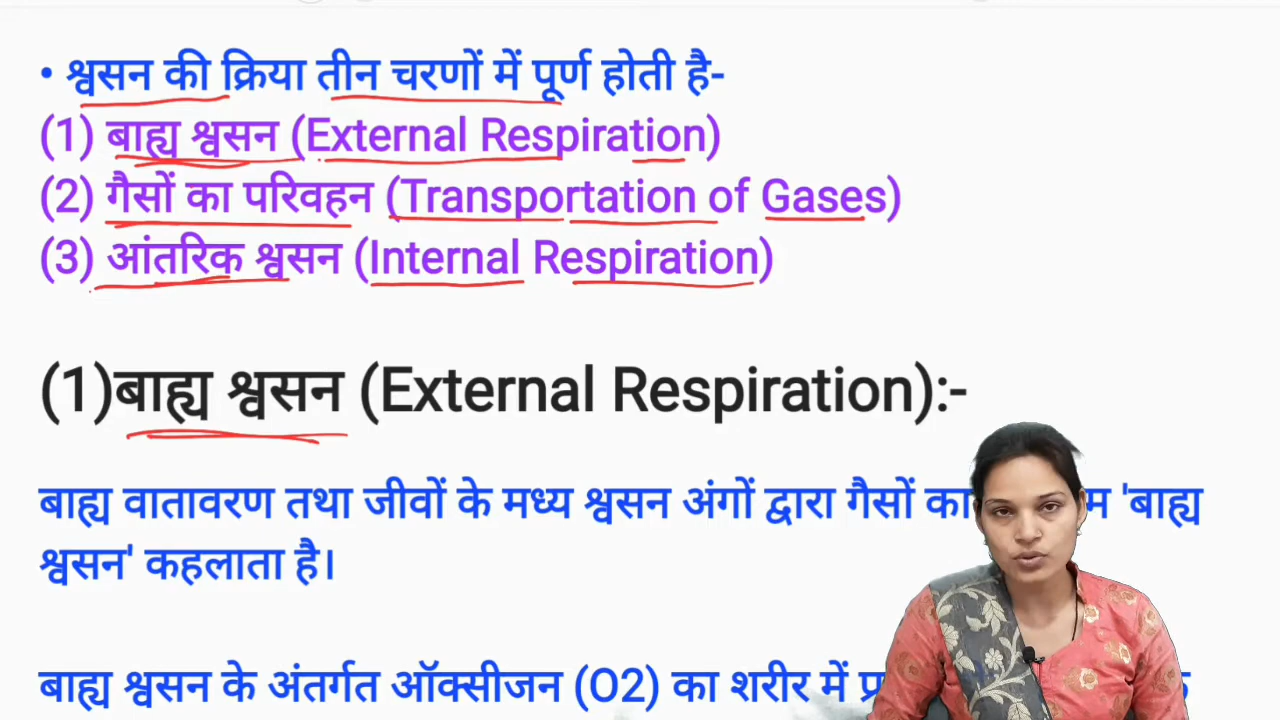 • श्वसन की क्रिया तीन चरणों में पूर्ण होती है-
(1) बाह्य श्वसन (External Respiration)
(2) गैसों का परिवहन (Transportation of Gases)
(3) आंतरिक श्वसन (Internal Respiration)
(1)बाह्य श्वसन (External Respiration):-
बाह्य वातावरण तथा जीवों के मध्य श्वसन अंगों द्वारा गैसों का 'बाह्य
श्वसन' कहलाता है।
बाह्य श्वसन के अंतर्गत ऑक्सीजन (O2) का शरीर में